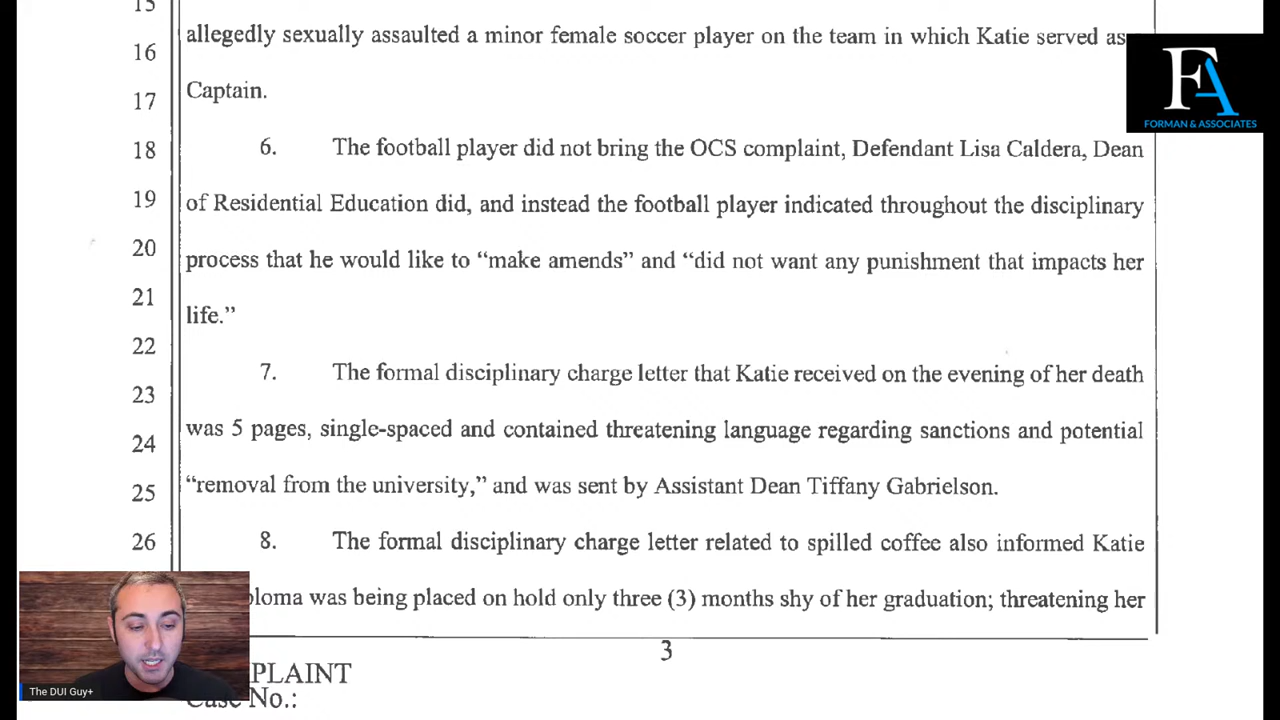 15
16 allegedly sexually assaulted a minor female soccer player on the team in which Katie served as
17 Captain.
18 6. The football player did not bring the OCS complaint, Defendant Lisa Caldera, Dean
19 of Residential Education did, and instead the football player indicated throughout the disciplinary
20 process that he would like to “make amends” and “did not want any punishment that impacts her
21 life.”
22
23 7. The formal disciplinary charge letter that Katie received on the evening of her death
24 was 5 pages, single-spaced and contained threatening language regarding sanctions and potential
25 “removal from the university,” and was sent by Assistant Dean Tiffany Gabrielson.
26 8. The formal disciplinary charge letter related to spilled coffee also informed Katie
ploma was being placed on hold only three (3) months shy of her graduation; threatening her
3
PLAINT
Case No.:
FA
FORMAN & ASSOCIATES
The DUI Guy+